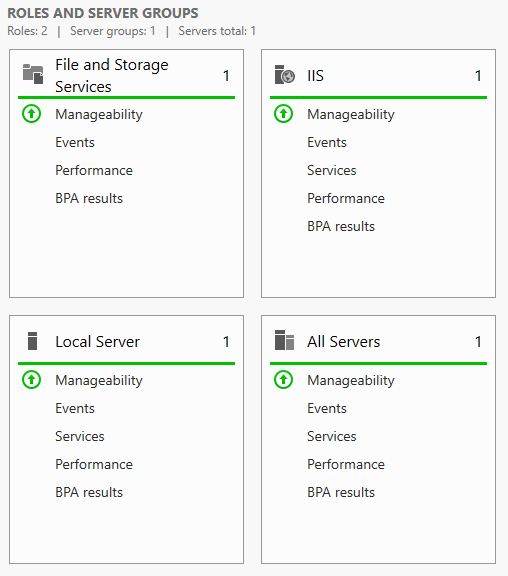 ROLES AND SERVER GROUPS
Roles: 2 | Server groups: 1 | Servers total: 1
File and Storage
Services 1
Manageability
Events
Performance
BPA results
IIS 1
Manageability
Events
Services
Performance
BPA results
Local Server 1
Manageability
Events
Services
Performance
BPA results
All Servers 1
Manageability
Events
Services
Performance
BPA results